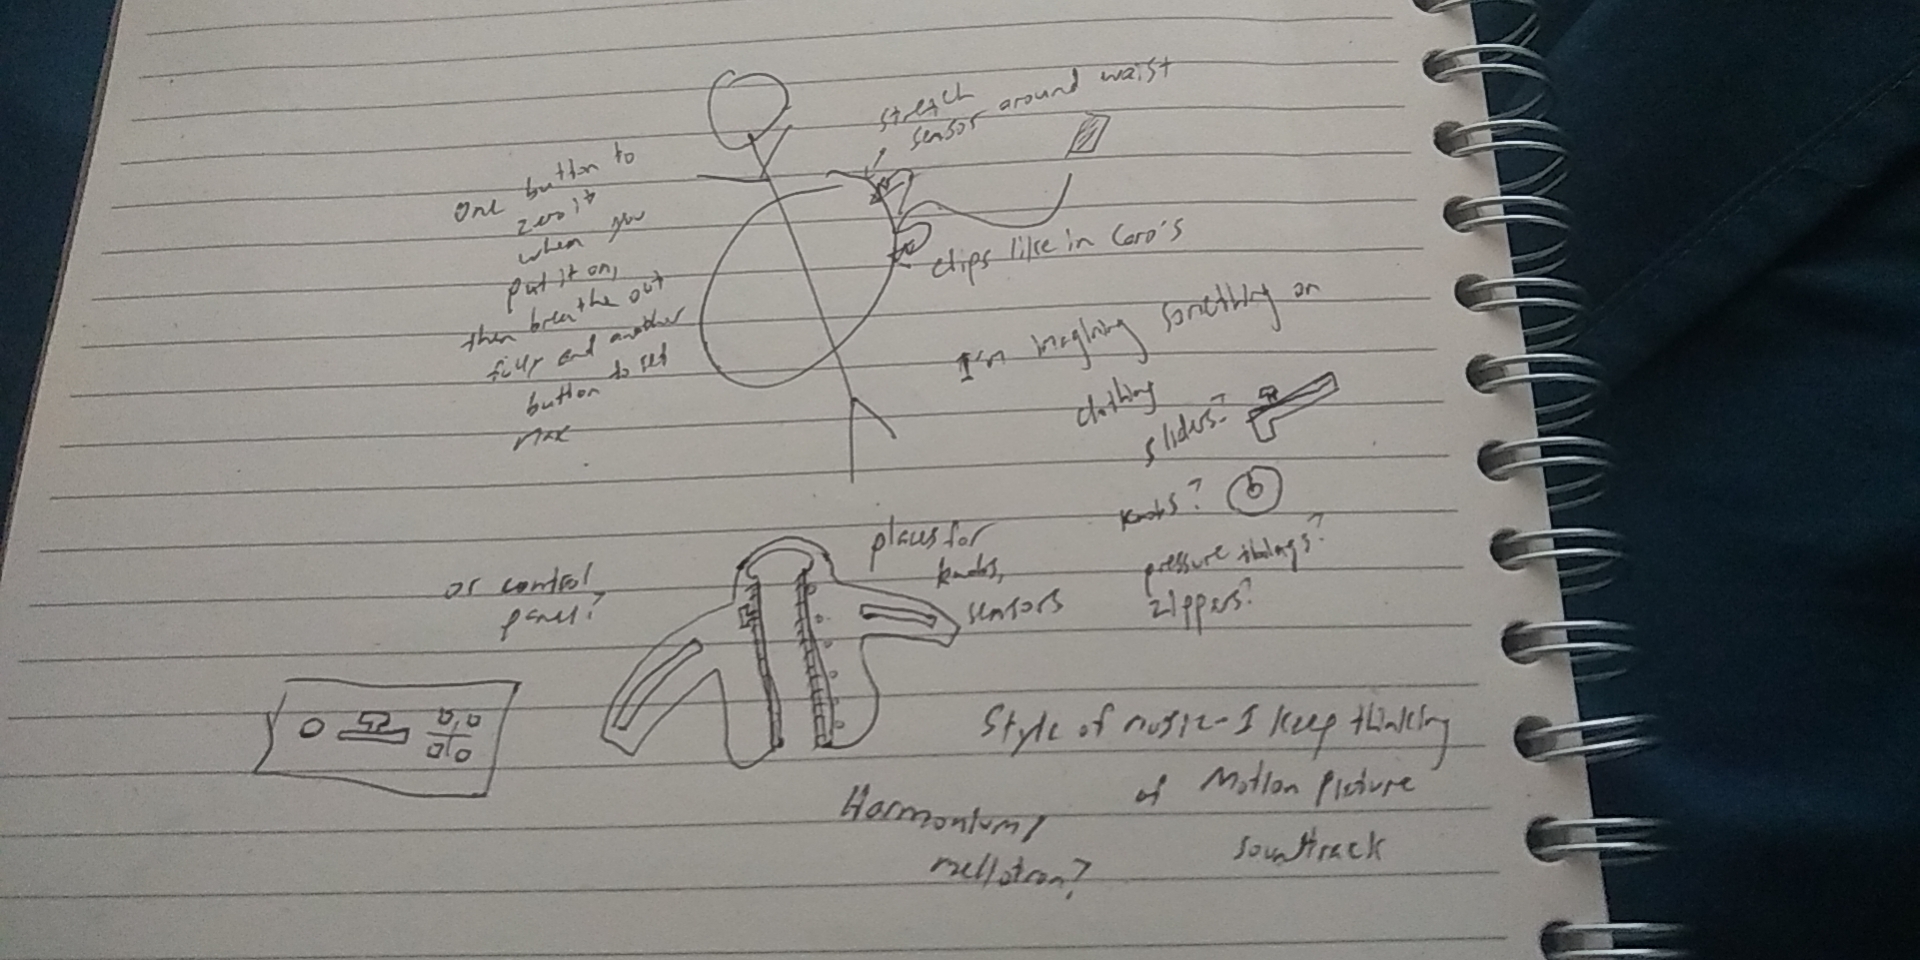 stretch
sensor around waist
one button to
zero it
when you
put it on,
then breathe out
fully and another
button to set
max
clips like in Caro's
I'm imagining something on
clothing
sliders?
knobs?
pressure things?
zippers?
places for
knobs,
sensors
or control
panel?
Style of music - I keep thinking
of Motion Picture
soundtrack
Harmonium/
mellotron?